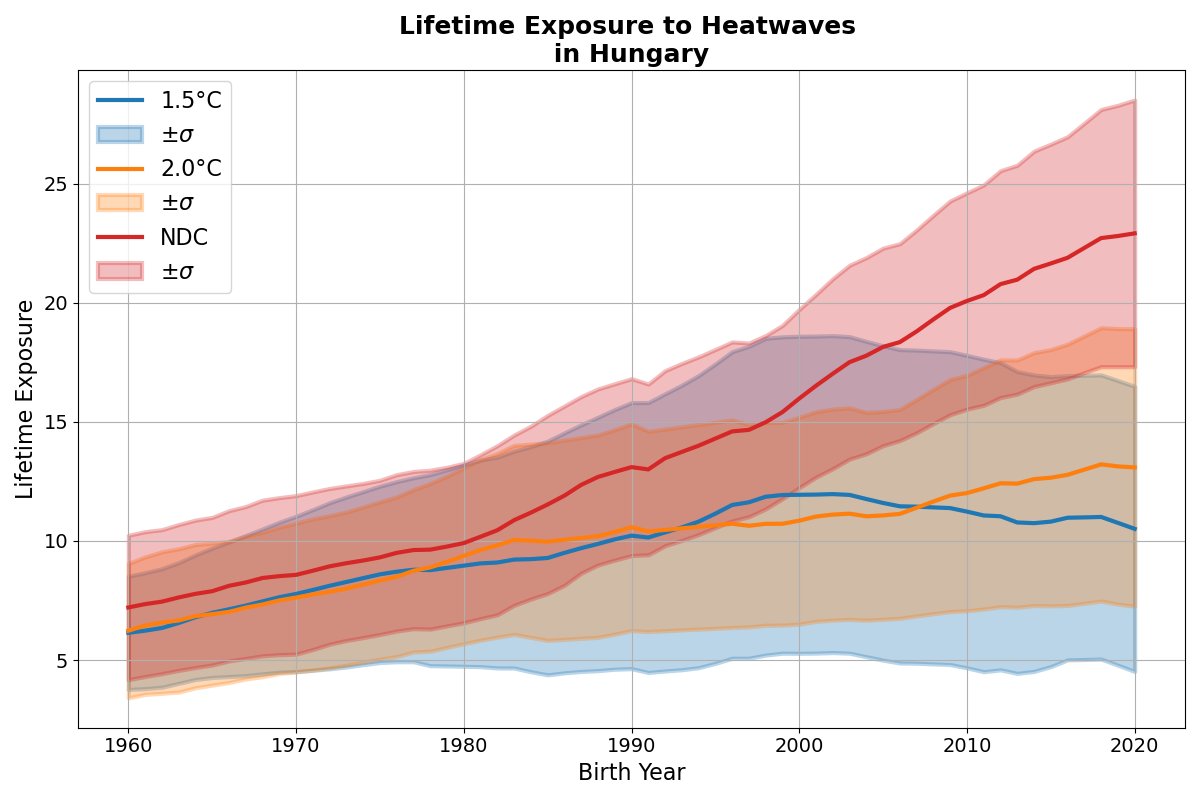 Lifetime Exposure to Heatwaves
in Hungary
1.5°C
±σ
2.0°C
±σ
NDC
±σ
Lifetime Exposure
25
20
15
10
5
1960
1970
1980
1990
2000
2010
2020
Birth Year